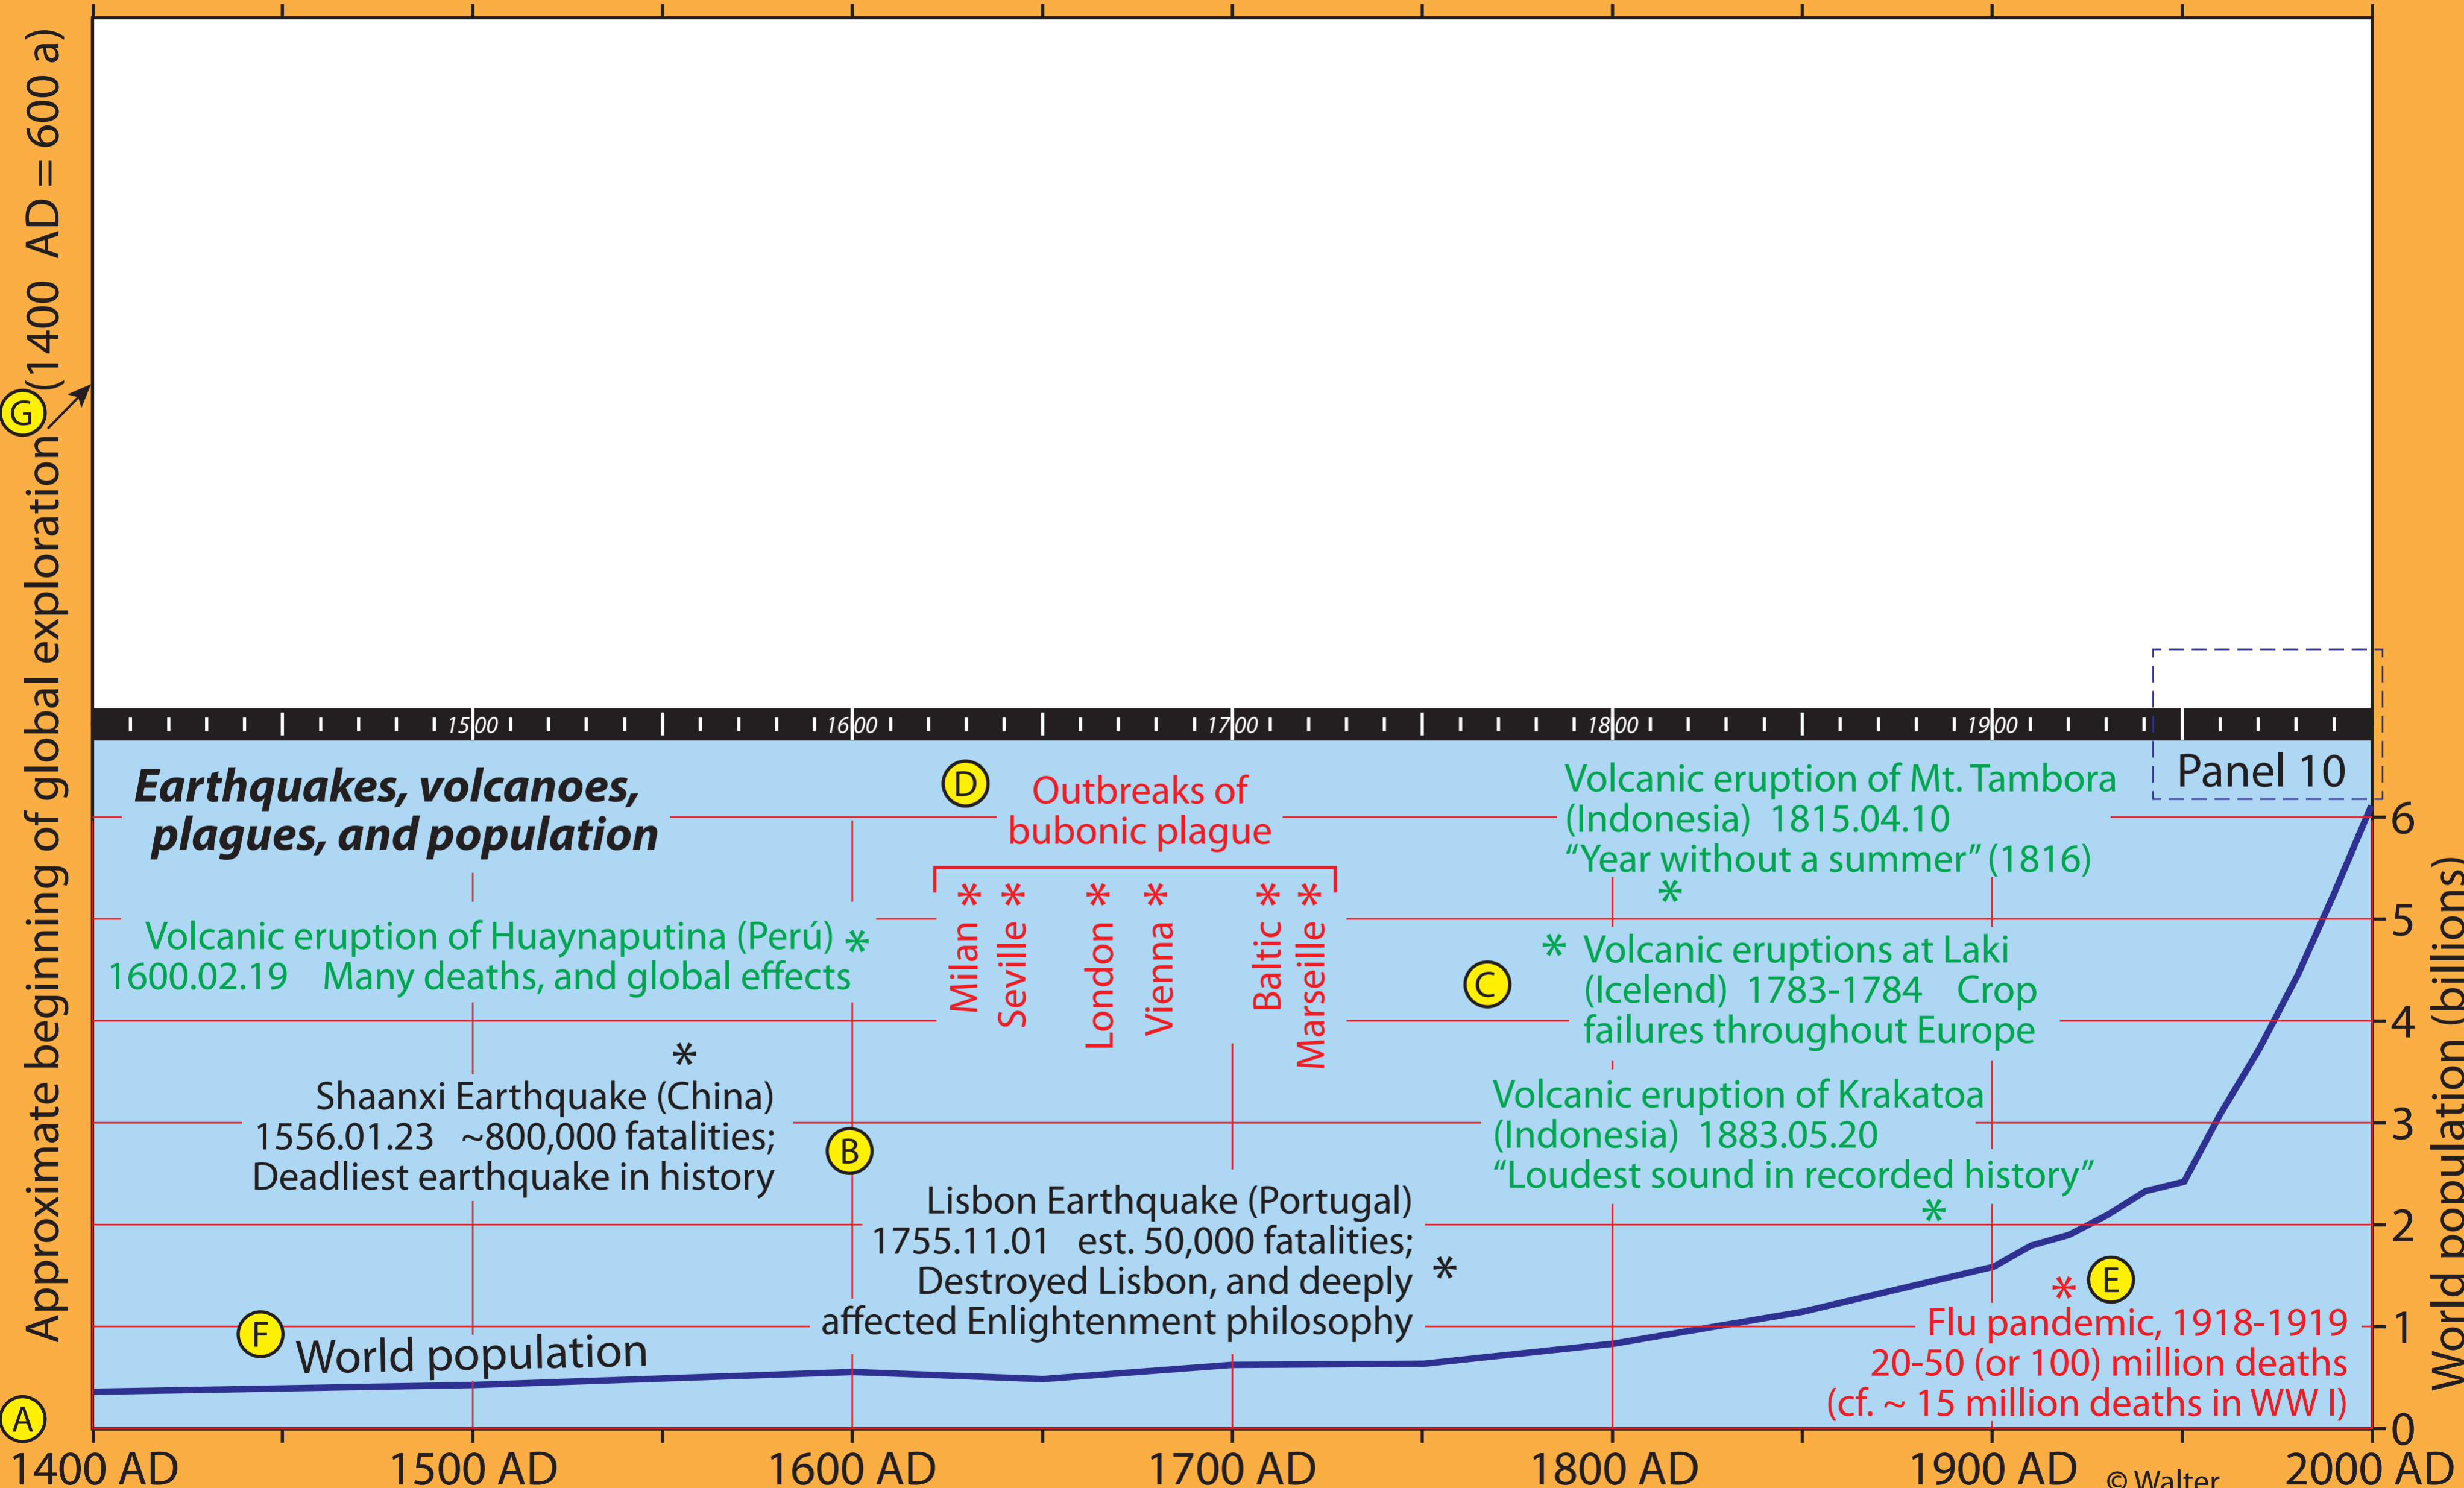 Approximate beginning of global exploration (1400 AD = 600 a)
G
1500 1600 1700 1800 1900
Earthquakes, volcanoes,
plagues, and population
D
Outbreaks of
bubonic plague
Milan *
Seville *
London *
Vienna *
Baltic *
Marseille *
Volcanic eruption of Mt. Tambora
(Indonesia) 1815.04.10
“Year without a summer” (1816)
*
Panel 10
Volcanic eruption of Huaynaputina (Perú) *
1600.02.19 Many deaths, and global effects
C
* Volcanic eruptions at Laki
(Icelend) 1783-1784 Crop
failures throughout Europe
*
Shaanxi Earthquake (China)
1556.01.23 ~800,000 fatalities;
Deadliest earthquake in history
B
Volcanic eruption of Krakatoa
(Indonesia) 1883.05.20
“Loudest sound in recorded history”
*
Lisbon Earthquake (Portugal)
1755.11.01 est. 50,000 fatalities;
Destroyed Lisbon, and deeply *
affected Enlightenment philosophy
* E
Flu pandemic, 1918-1919
20-50 (or 100) million deaths
(cf. ~ 15 million deaths in WW I)
F
World population
A
6
5
4
3
2
1
0
World population (billions)
1400 AD 1500 AD 1600 AD 1700 AD 1800 AD 1900 AD 2000 AD
© Walter